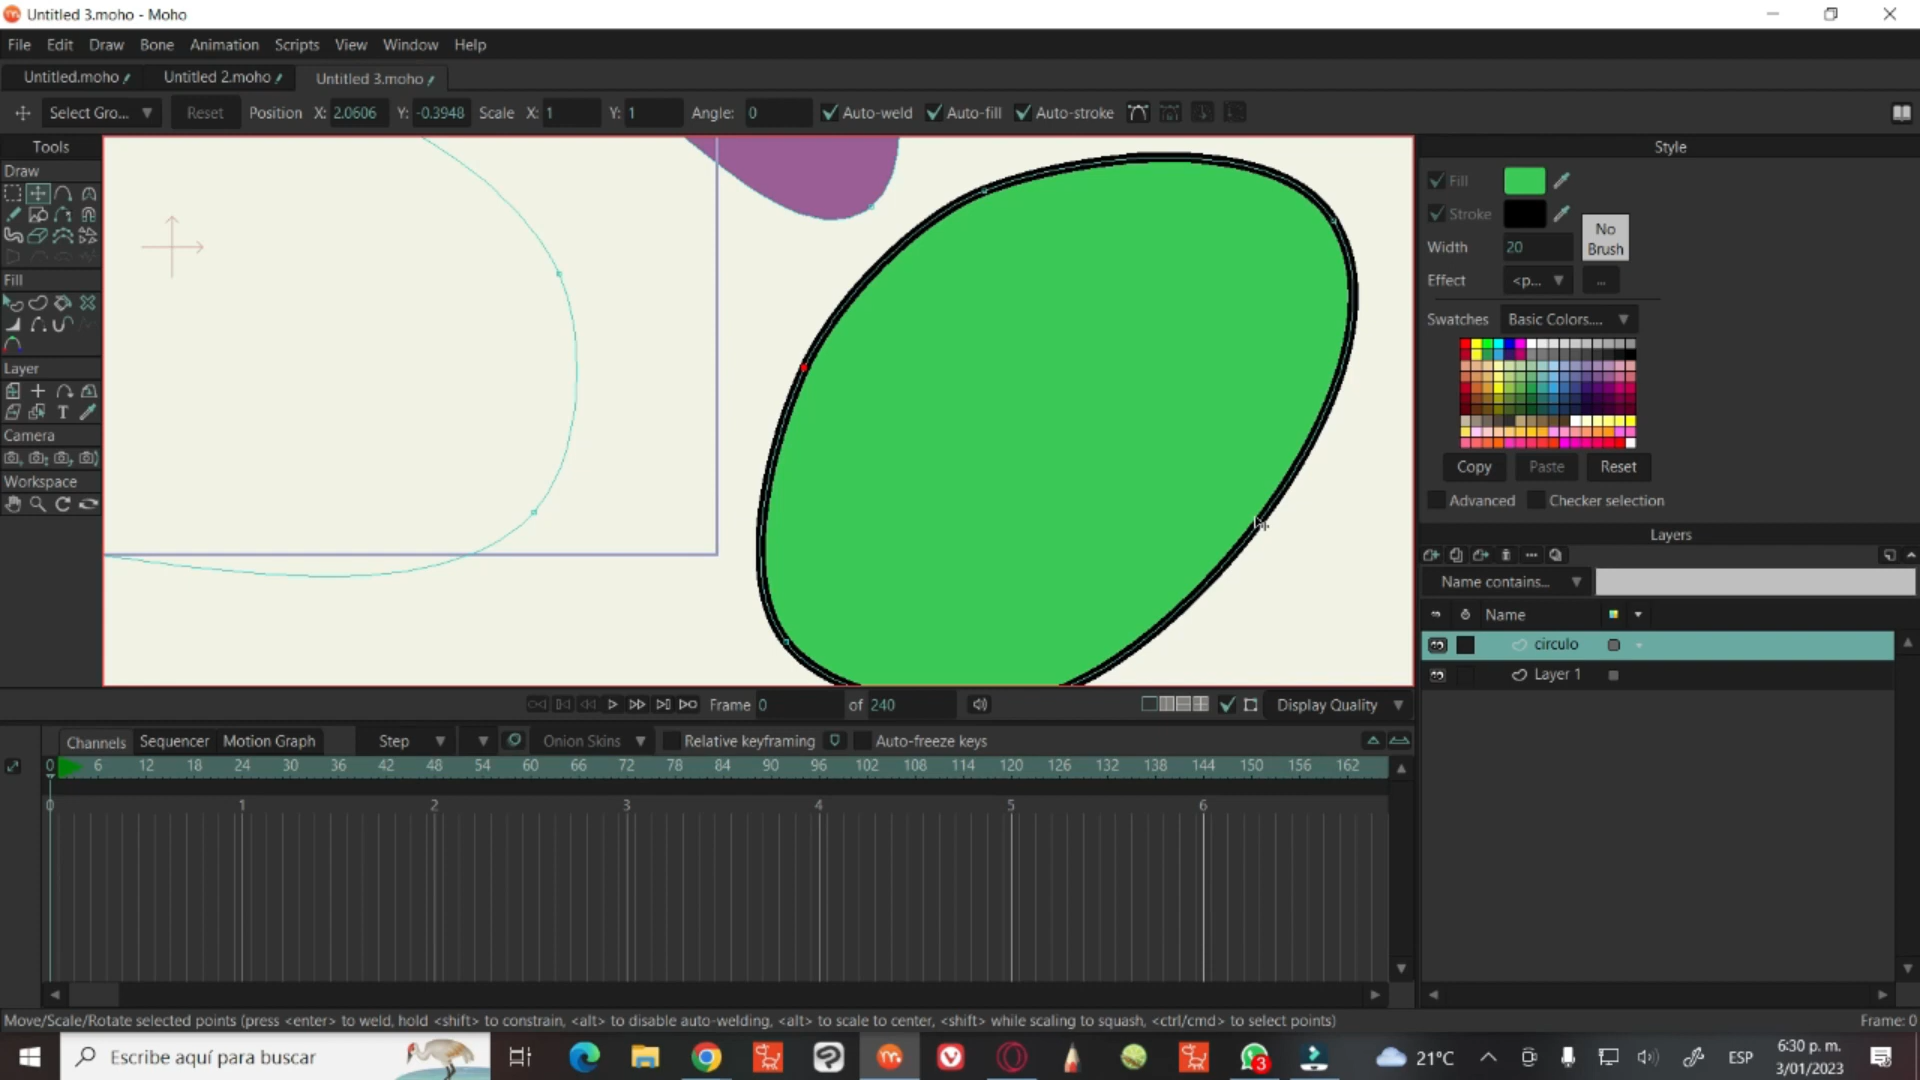 Untitled 3.moho - Moho
File Edit Draw Bone Animation Scripts View Window Help
Untitled.moho Untitled 2.moho Untitled 3.moho
Select Gro... Reset Position X: 2.0606 Y: -0.3948 Scale X: 1 Y: 1 Angle: 0 Auto-weld Auto-fill Auto-stroke
Tools
Draw
Fill
Layer
T
Camera
Workspace
Style
Fill
Stroke
No
Brush
Width 20
Effect <p... ...
Swatches Basic Colors....
Copy Paste Reset
Advanced Checker selection
Layers
Name contains...
Name
circulo
Layer 1
Frame 0 of 240 Display Quality
Channels Sequencer Motion Graph Step Onion Skins Relative keyframing Auto-freeze keys
0 6 12 18 24 30 36 42 48 54 60 66 72 78 84 90 96 102 108 114 120 126 132 138 144 150 156 162
0 1 2 3 4 5 6
Move/Scale/Rotate selected points (press <enter> to weld, hold <shift> to constrain, <alt> to disable auto-welding, <alt> to scale to center, <shift> while scaling to squash, <ctrl/cmd> to select points) Frame: 0
Escribe aquí para buscar 3 21°C ESP 6:30 p. m.
3/01/2023